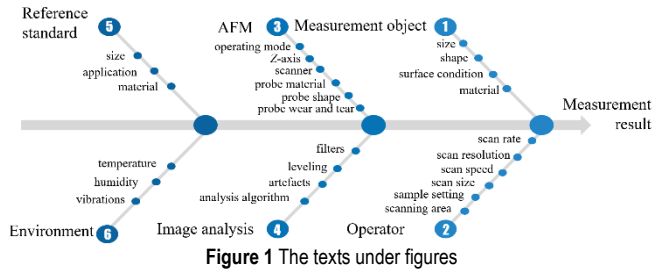 Reference
standard
5
size
application
material
AFM
3
operating mode
Z-axis
scanner
probe material
probe shape
probe wear and tear
Measurement object
1
size
shape
surface condition
material
Measurement
result
temperature
humidity
vibrations
Environment
6
filters
leveling
artefacts
analysis algorithm
Image analysis
4
scan rate
scan resolution
scan speed
scan size
sample setting
scanning area
Operator
2
Figure 1 The texts under figures